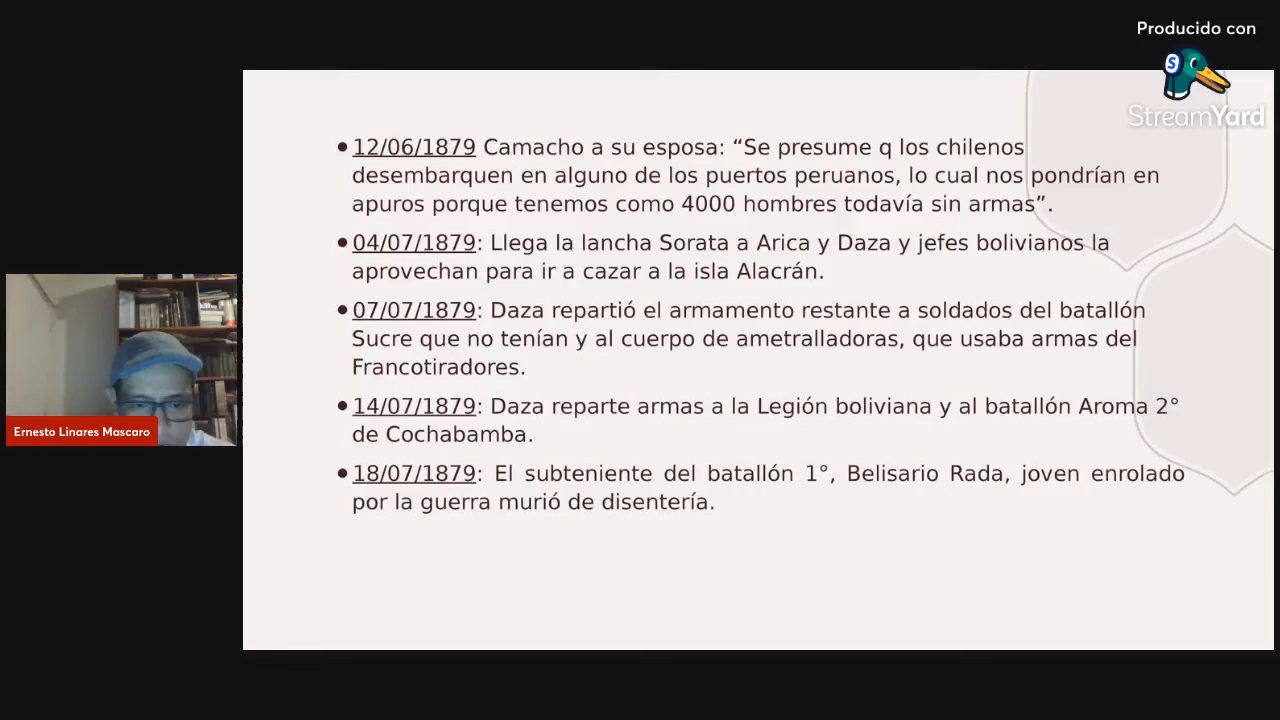 Producido con
StreamYard
• 12/06/1879 Camacho a su esposa: “Se presume q los chilenos
desembarquen en alguno de los puertos peruanos, lo cual nos pondrían en
apuros porque tenemos como 4000 hombres todavía sin armas”.
• 04/07/1879: Llega la lancha Sorata a Arica y Daza y jefes bolivianos la
aprovechan para ir a cazar a la isla Alacrán.
• 07/07/1879: Daza repartió el armamento restante a soldados del batallón
Sucre que no tenían y al cuerpo de ametralladoras, que usaba armas del
Francotiradores.
• 14/07/1879: Daza reparte armas a la Legión boliviana y al batallón Aroma 2°
de Cochabamba.
• 18/07/1879: El subteniente del batallón 1°, Belisario Rada, joven enrolado
por la guerra murió de disentería.
Ernesto Linares Mascaro